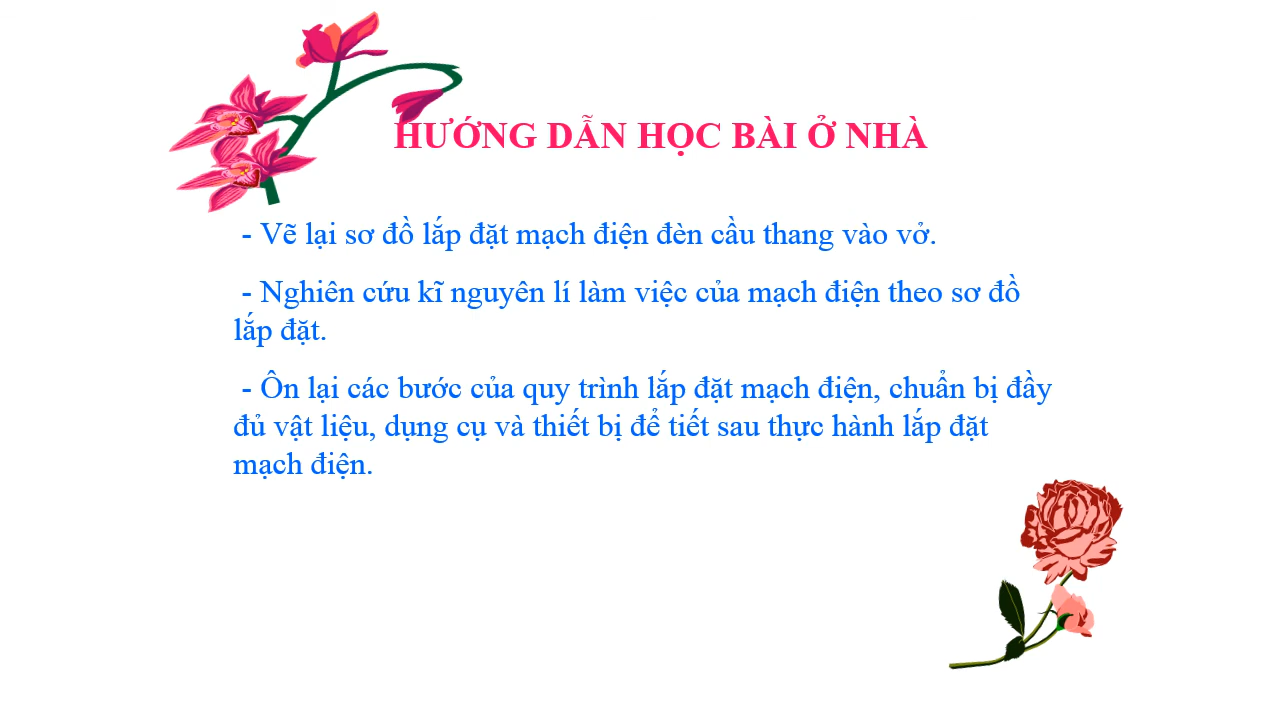 HƯỚNG DẪN HỌC BÀI Ở NHÀ
- Vẽ lại sơ đồ lắp đặt mạch điện đèn cầu thang vào vở.
- Nghiên cứu kĩ nguyên lí làm việc của mạch điện theo sơ đồ
lắp đặt.
- Ôn lại các bước của quy trình lắp đặt mạch điện, chuẩn bị đầy
đủ vật liệu, dụng cụ và thiết bị để tiết sau thực hành lắp đặt
mạch điện.